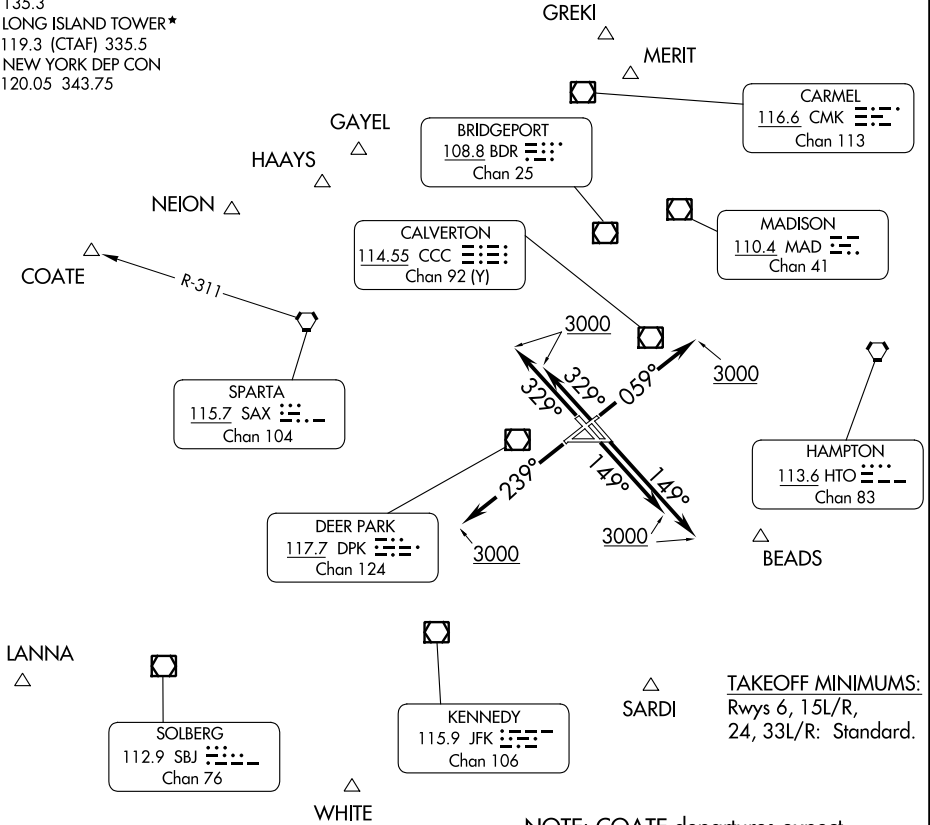 135.3
LONG ISLAND TOWER★
119.3 (CTAF) 335.5
NEW YORK DEP CON
120.05 343.75
GREKI
MERIT
CARMEL
116.6 CMK
Chan 113
GAYEL
BRIDGEPORT
108.8 BDR
Chan 25
HAAYS
NEION
MADISON
110.4 MAD
Chan 41
CALVERTON
114.55 CCC
Chan 92 (Y)
COATE
R-311
3000
329°
329°
059°
3000
SPARTA
115.7 SAX
Chan 104
HAMPTON
113.6 HTO
Chan 83
239°
149°
149°
DEER PARK
117.7 DPK
Chan 124
3000
3000
BEADS
LANNA
SARDI
TAKEOFF MINIMUMS:
Rwys 6, 15L/R,
24, 33L/R: Standard.
SOLBERG
112.9 SBJ
Chan 76
KENNEDY
115.9 JFK
Chan 106
WHITE
NOTE: COATE departures expect